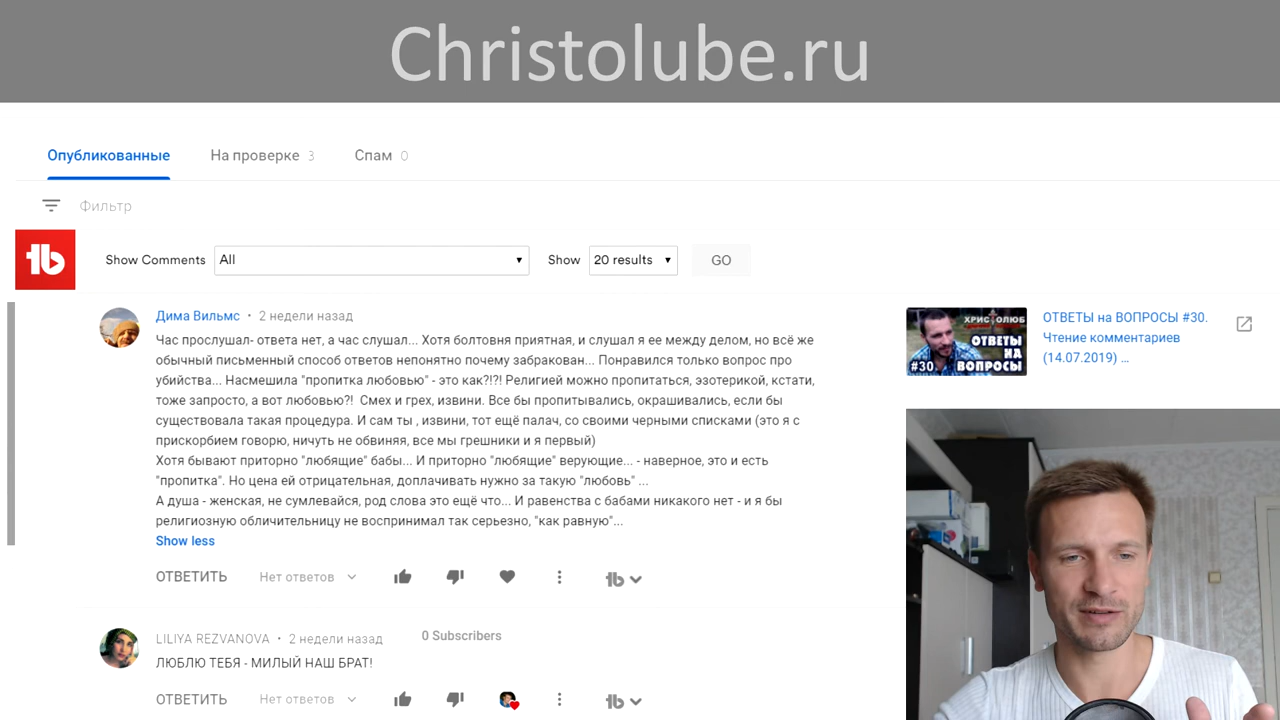 Christolube.ru
Опубликованные
На проверке 3
Спам 0
Фильтр
Show Comments
All
Show
20 results
GO
Дима Вильмс • 2 недели назад
Час прослушал- ответа нет, а час слушал... Хотя болтовня приятная, и слушал я ее между делом, но всё же
обычный письменный способ ответов непонятно почему забракован... Понравился только вопрос про
убийства... Насмешила "пропитка любовью" - это как?!?! Религией можно пропитаться, эзотерикой, кстати,
тоже запросто, а вот любовью?! Смех и грех, извини. Все бы пропитывались, окрашивались, если бы
существовала такая процедура. И сам ты , извини, тот ещё палач, со своими черными списками (это я с
прискорбием говорю, ничуть не обвиняя, все мы грешники и я первый)
Хотя бывают приторно "любящие" бабы... И приторно "любящие" верующие... - наверное, это и есть
"пропитка". Но цена ей отрицательная, доплачивать нужно за такую "любовь" ...
А душа - женская, не сумлевайся, род слова это ещё что... И равенства с бабами никакого нет - и я бы
религиозную обличительницу не воспринимал так серьезно, "как равную"...
Show less
ОТВЕТИТЬ
Нет ответов
ХРИСТОЛЮБ
ОТВЕТЫ
НА
ВОПРОСЫ
#30
ОТВЕТЫ на ВОПРОСЫ #30.
Чтение комментариев
(14.07.2019) ...
LILIYA REZVANOVA • 2 недели назад
0 Subscribers
ЛЮБЛЮ ТЕБЯ - МИЛЫЙ НАШ БРАТ!
ОТВЕТИТЬ
Нет ответов